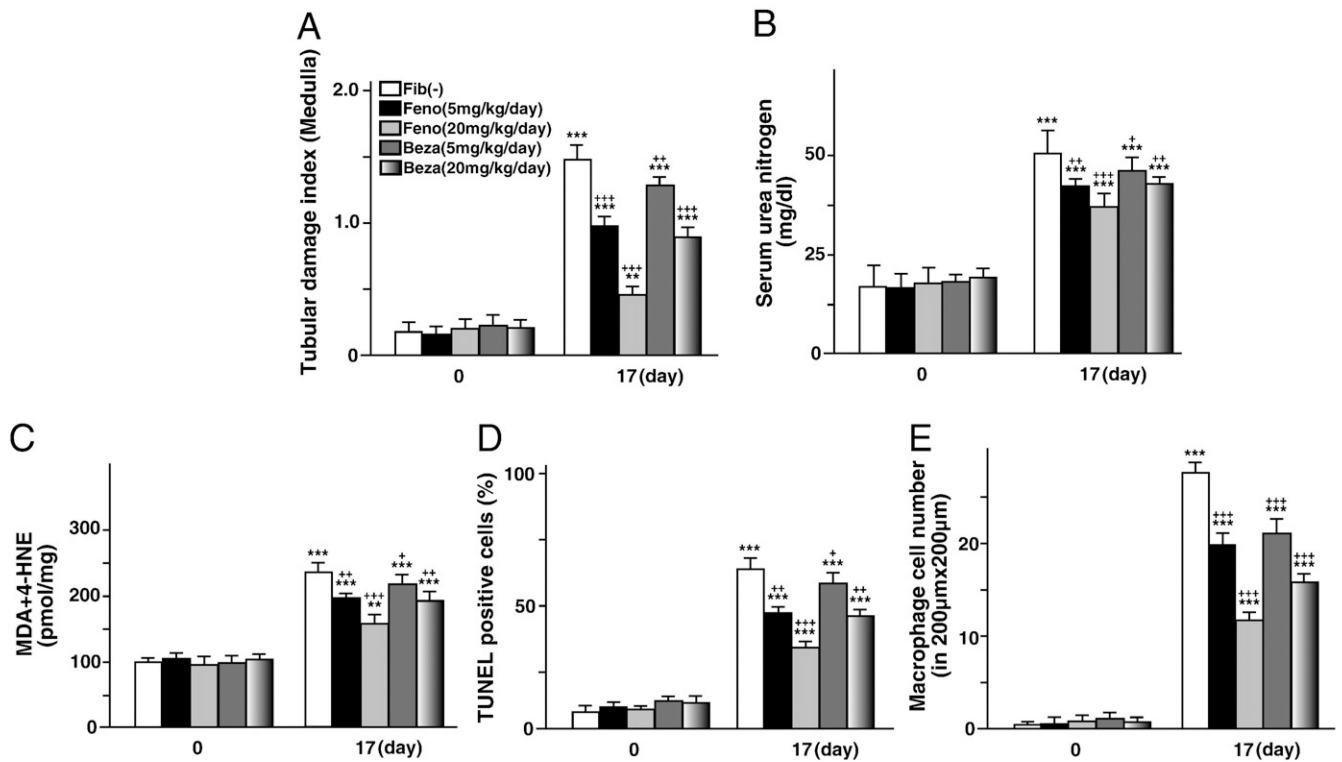 A
Tubular damage index (Medulla)
2.0
1.0
0
Fib(-)
Feno(5mg/kg/day)
Feno(20mg/kg/day)
Beza(5mg/kg/day)
Beza(20mg/kg/day)
***
+++
***
+++
**
++
***
+++
***
0
17(day)
B
Serum urea nitrogen
(mg/dl)
50
25
0
***
++
***
+++
***
+
***
++
***
0
17(day)
C
MDA+4-HNE
(pmol/mg)
300
200
100
0
***
++
***
+++
**
+
***
++
***
0
17(day)
D
TUNEL positive cells (%)
100
50
0
***
++
***
+++
***
+
***
++
***
0
17(day)
E
Macrophage cell number
(in 200μmx200μm)
20
10
0
***
+++
***
+++
***
+++
***
+++
***
0
17(day)